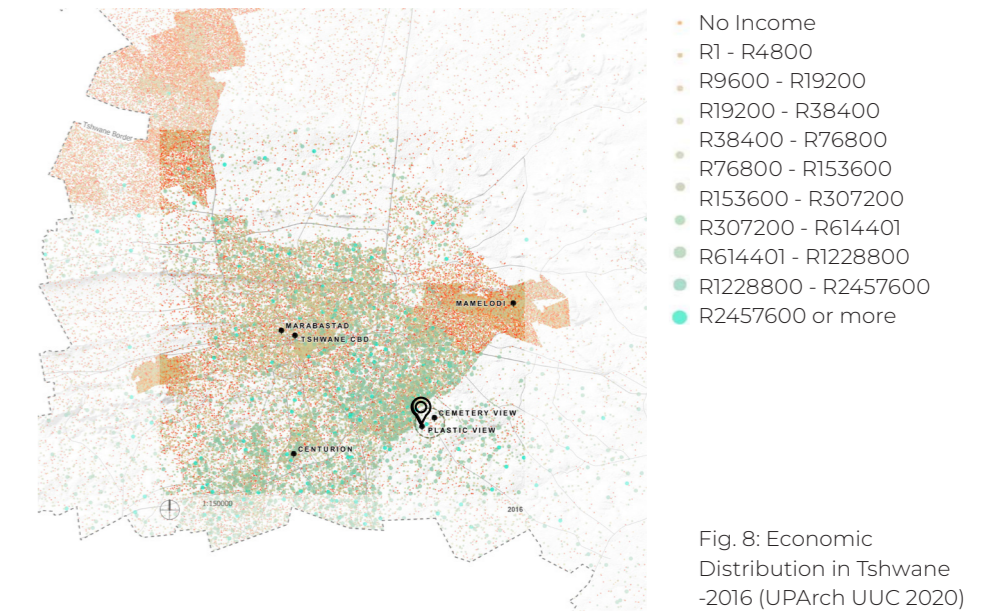 Tshwane Border
MAMELODI
MARABASTAD
TSHWANE CBD
CEMETERY VIEW
PLASTIC VIEW
CENTURION
1:150000
2016
No Income
R1 - R4800
R9600 - R19200
R19200 - R38400
R38400 - R76800
R76800 - R153600
R153600 - R307200
R307200 - R614401
R614401 - R1228800
R1228800 - R2457600
R2457600 or more
Fig. 8: Economic
Distribution in Tshwane
-2016 (UPArch UUC 2020)